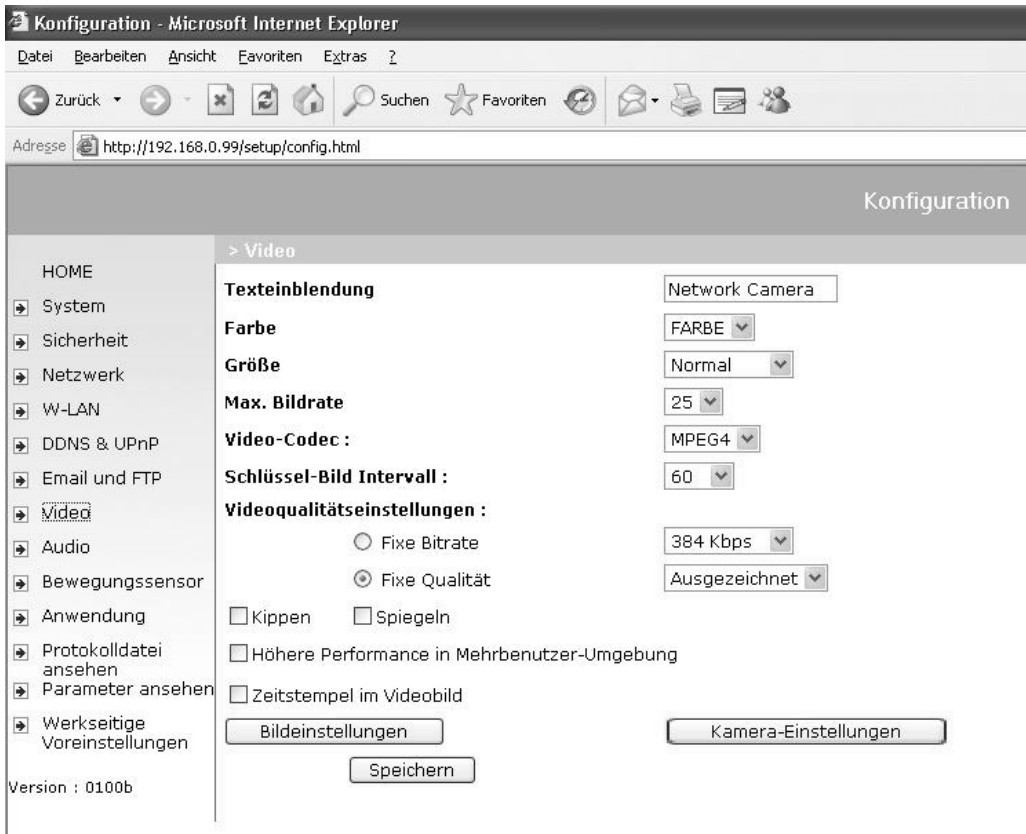 Konfiguration - Microsoft Internet Explorer
Datei Bearbeiten Ansicht Favoriten Extras ?
Zurück Suchen Favoriten
Adresse http://192.168.0.99/setup/config.html
Konfiguration
> Video
HOME
System
Sicherheit
Netzwerk
W-LAN
DDNS & UPnP
Email und FTP
Video
Audio
Bewegungssensor
Anwendung
Protokolldatei
ansehen
Parameter ansehen
Werkseitige
Voreinstellungen
Version : 0100b
Texteinblendung Network Camera
Farbe FARBE
Größe Normal
Max. Bildrate 25
Video-Codec : MPEG4
Schlüssel-Bild Intervall : 60
Videoqualitätseinstellungen :
Fixe Bitrate 384 Kbps
Fixe Qualität Ausgezeichnet
Kippen Spiegeln
Höhere Performance in Mehrbenutzer-Umgebung
Zeitstempel im Videobild
Bildeinstellungen Kamera-Einstellungen
Speichern